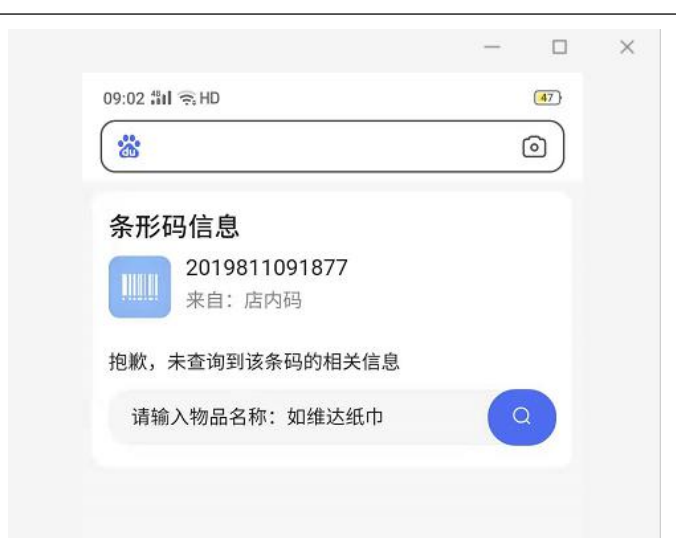 09:02 HD 47
du
条形码信息
2019811091877
来自：店内码
抱歉，未查询到该条码的相关信息
请输入物品名称：如维达纸巾